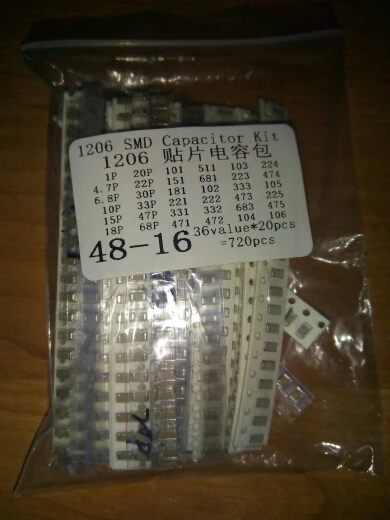 1206 SMD Capacitor Kit
1206 贴片电容包
1P 20P 101 511 103 224
4.7P 22P 151 681 223 474
6.8P 30P 181 102 333 105
10P 33P 221 222 473 225
15P 47P 331 332 683 475
18P 68P 471 472 104 106
48-16 36value*20pcs
=720pcs